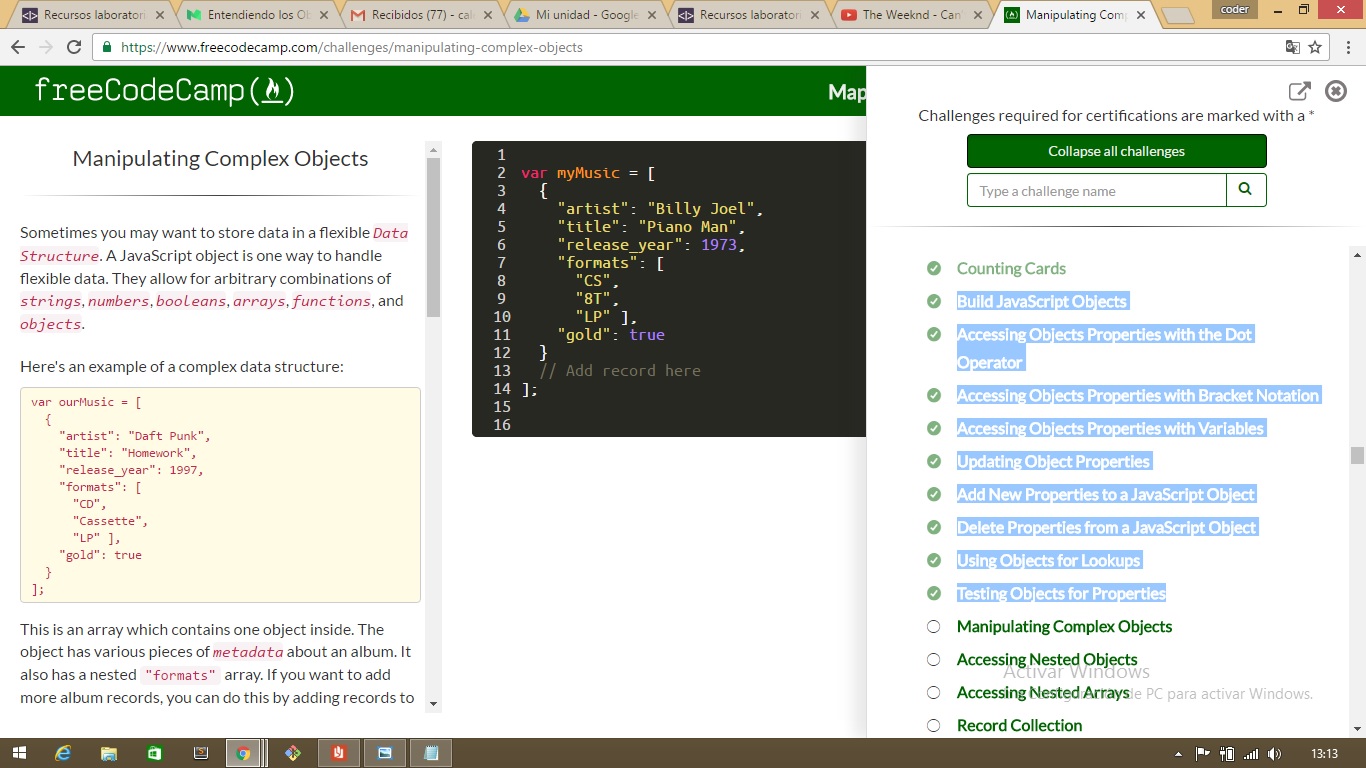 Recursos laboratori
Entendiendo los Ob
Recibidos (77) - cal
Mi unidad - Google
Recursos laborator
The Weeknd - Can'
Manipulating Comp
coder
https://www.freecodecamp.com/challenges/manipulating-complex-objects
freeCodeCamp
Map
Manipulating Complex Objects
Sometimes you may want to store data in a flexible Data
Structure. A JavaScript object is one way to handle
flexible data. They allow for arbitrary combinations of
strings, numbers, booleans, arrays, functions, and
objects.
Here's an example of a complex data structure:
var ourMusic = [
{
"artist": "Daft Punk",
"title": "Homework",
"release_year": 1997,
"formats": [
"CD",
"Cassette",
"LP" ],
"gold": true
}
];
This is an array which contains one object inside. The
object has various pieces of metadata about an album. It
also has a nested "formats" array. If you want to add
more album records, you can do this by adding records to
1
2 var myMusic = [
3 {
4 "artist": "Billy Joel",
5 "title": "Piano Man",
6 "release_year": 1973,
7 "formats": [
8 "CS",
9 "8T",
10 "LP" ],
11 "gold": true
12 }
13 // Add record here
14 ];
15
16
Challenges required for certifications are marked with a *
Collapse all challenges
Type a challenge name
Counting Cards
Build JavaScript Objects
Accessing Objects Properties with the Dot
Operator
Accessing Objects Properties with Bracket Notation
Accessing Objects Properties with Variables
Updating Object Properties
Add New Properties to a JavaScript Object
Delete Properties from a JavaScript Object
Using Objects for Lookups
Testing Objects for Properties
Manipulating Complex Objects
Accessing Nested Objects
Activar Windows
Accessing Nested Arrays
de PC para activar Windows.
Record Collection
13:13